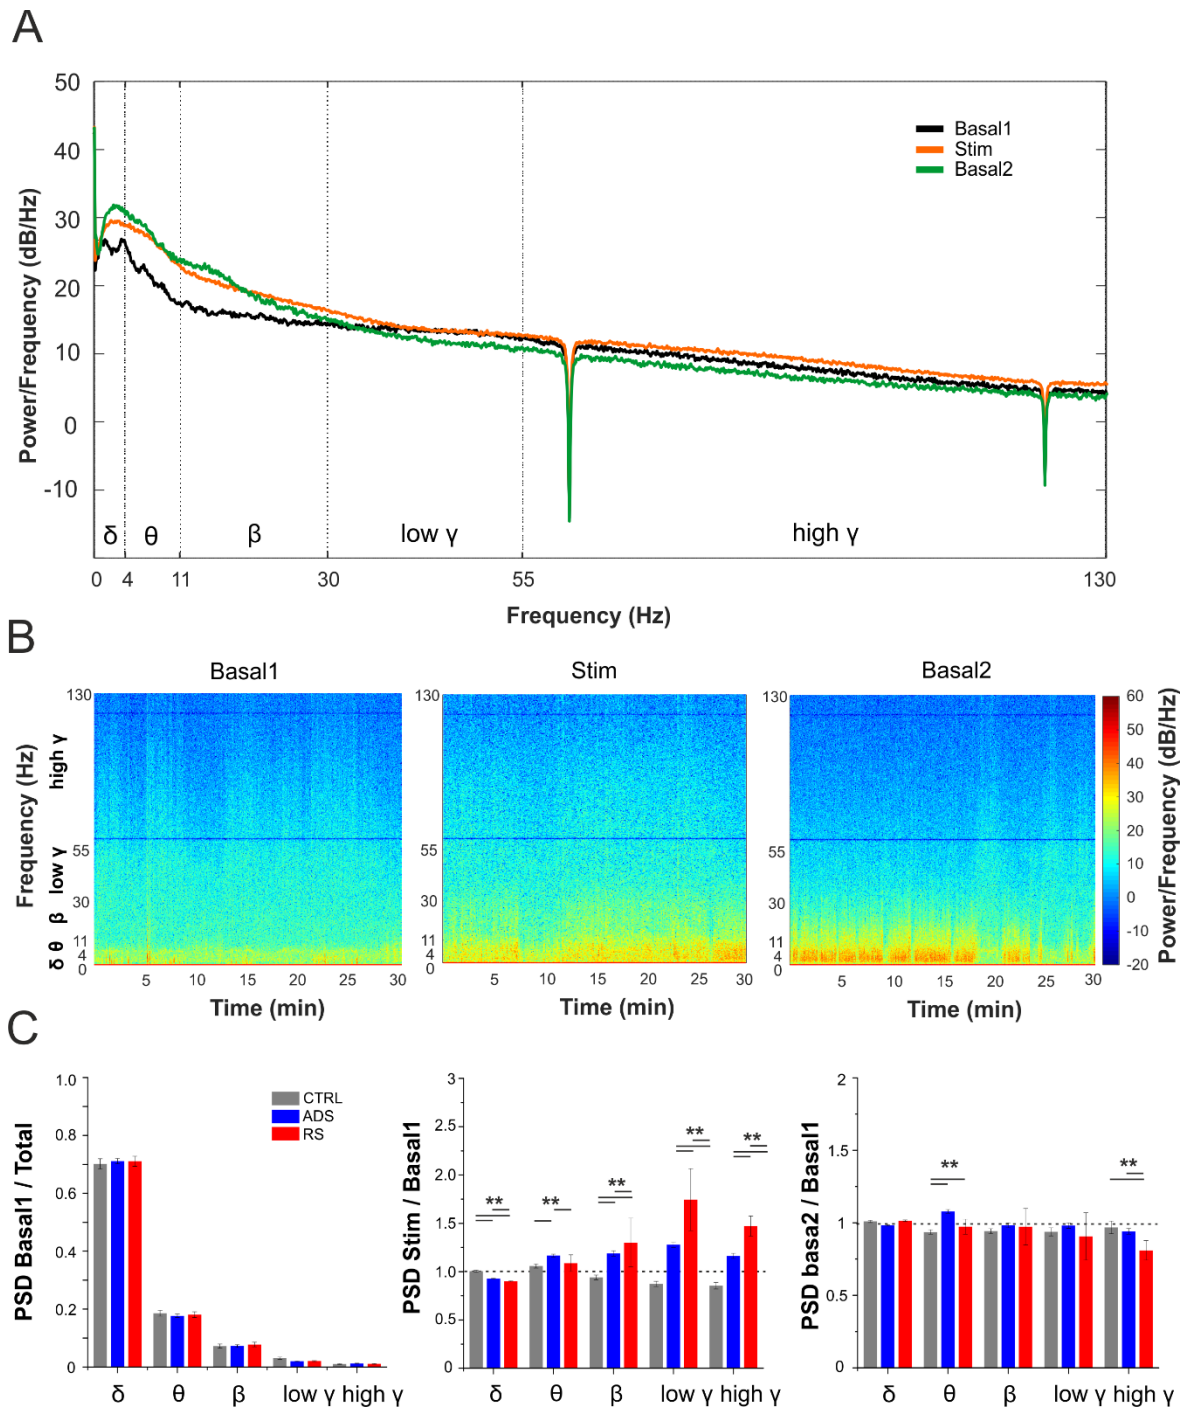 A
50
40
30
20
10
0
-10
Power/Frequency (dB/Hz)
Basal1
Stim
Basal2
δ θ β low γ high γ
0 4 11 30 55 130
Frequency (Hz)
B
Basal1 Stim Basal2
130
55
30
11
4
0
Frequency (Hz)
δ θ β low γ high γ
5 10 15 20 25 30
Time (min)
130
55
30
11
4
0
5 10 15 20 25 30
Time (min)
130
55
30
11
4
0
5 10 15 20 25 30
Time (min)
60
50
40
30
20
10
0
-10
-20
Power/Frequency (dB/Hz)
C
PSD Basal1 / Total
1.0
0.8
0.6
0.4
0.2
0
CTRL
ADS
RS
δ θ β low γ high γ
PSD Stim / Basal1
3
2.5
2.0
1.5
1.0
0.5
0
** ** ** ** **
δ θ β low γ high γ
PSD basa2 / Basal1
2
1.5
1
0.5
0
** **
δ θ β low γ high γ